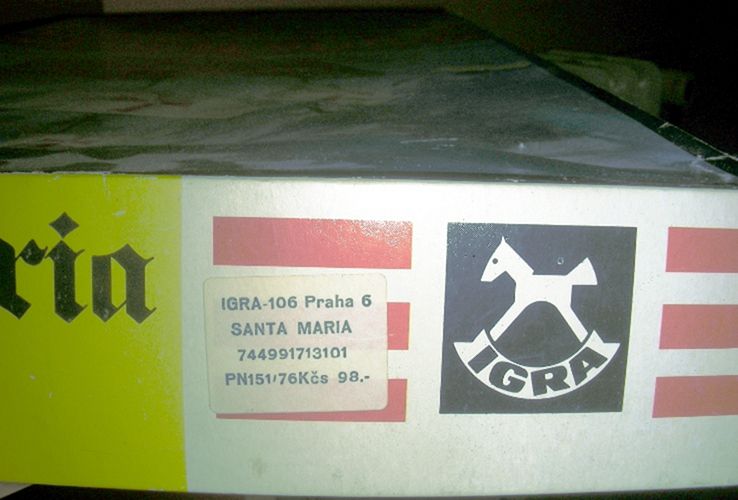 ria
IGRA-106 Praha 6
SANTA MARIA
744991713101
PN151/76Kčs 98.-
IGRA